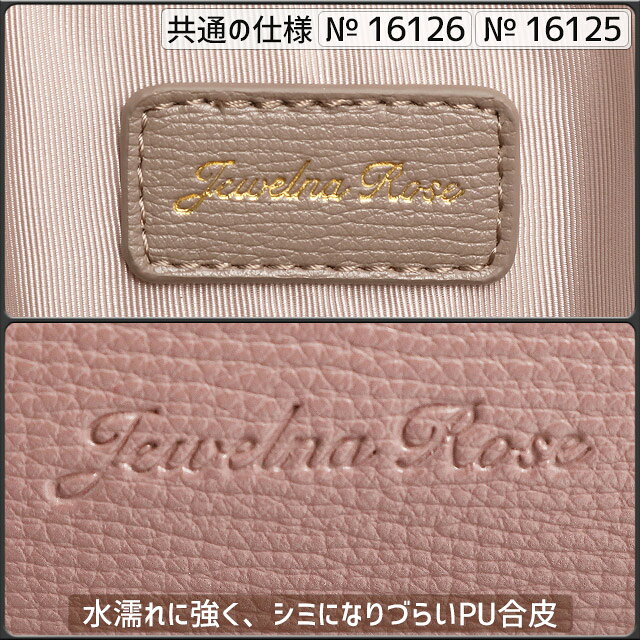 共通の仕様 № 16126 № 16125
Jewelna Rose
Jewelna Rose
水濡れに強く、シミになりづらいPU合皮